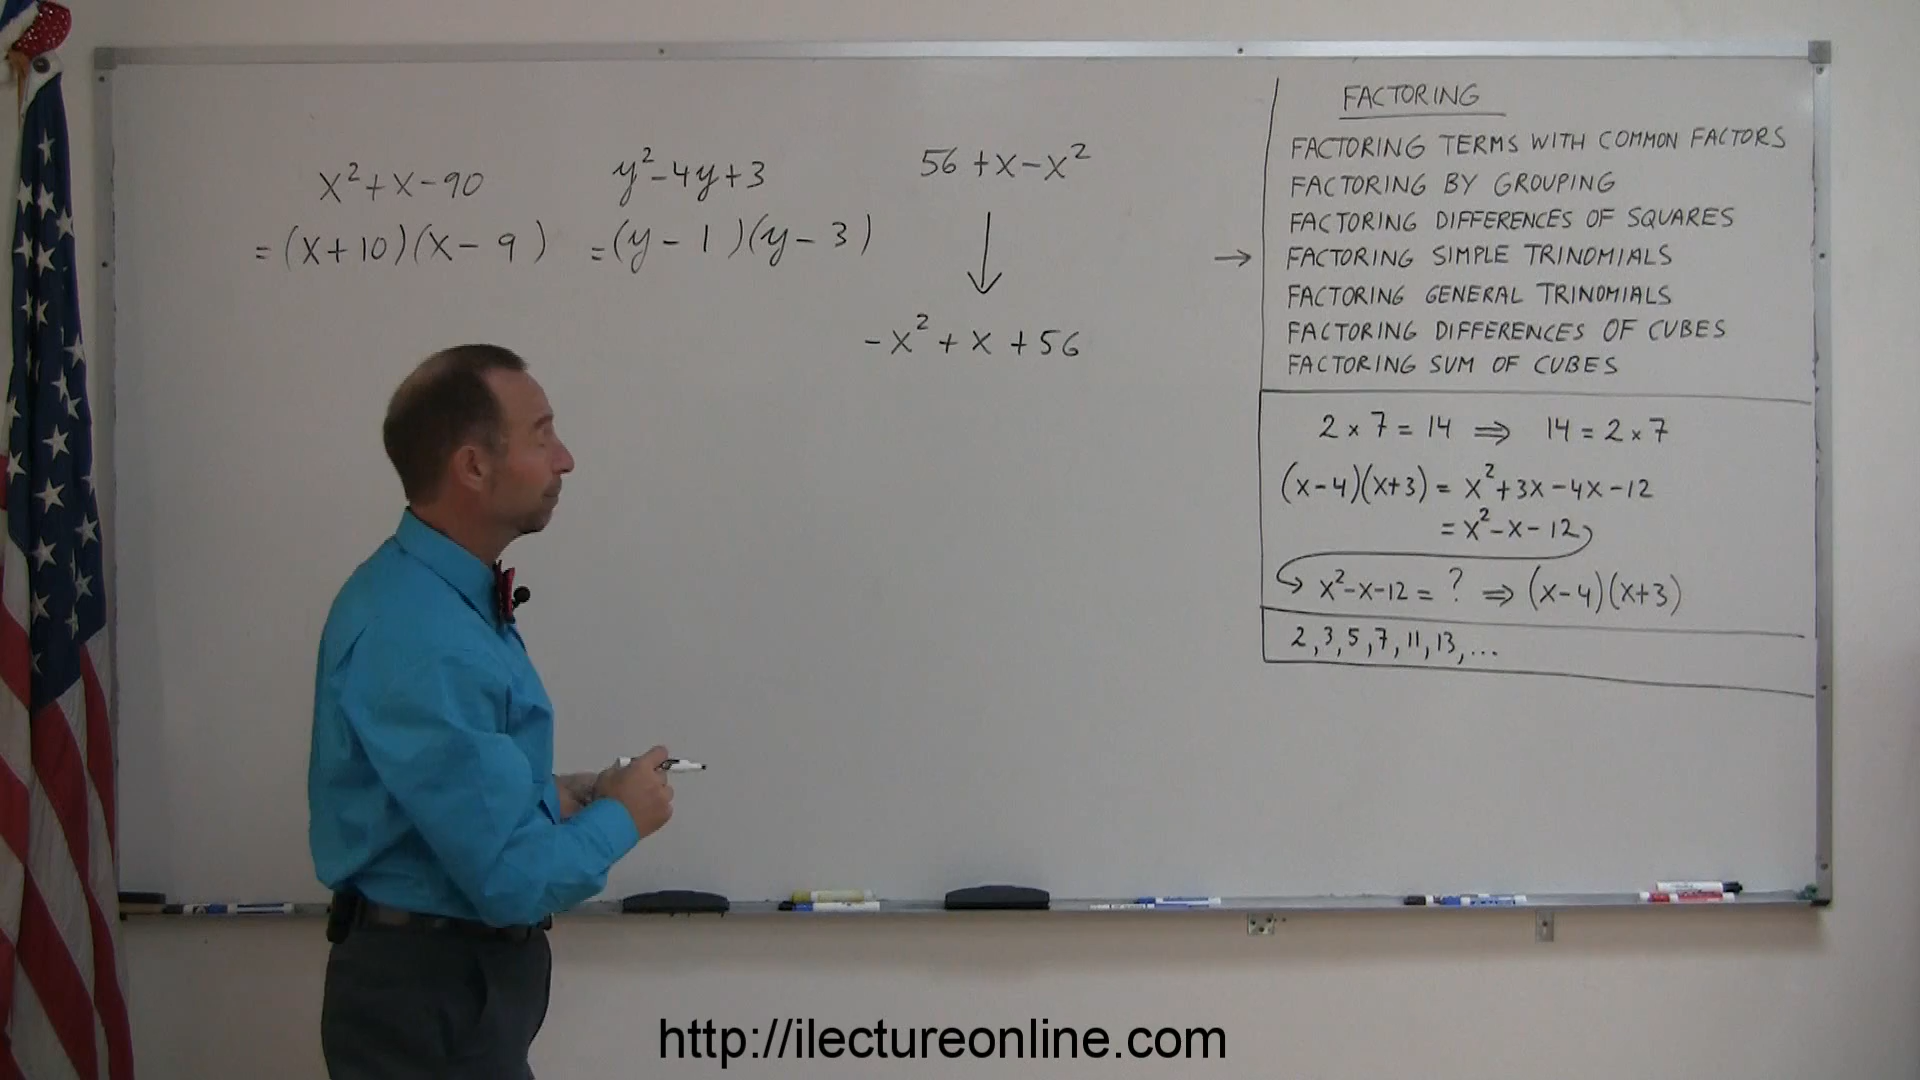 x²+x-90
=(x+10)(x-9)
y²-4y+3
=(y-1)(y-3)
56+x-x²
↓
-x²+x+56
FACTORING
FACTORING TERMS WITH COMMON FACTORS
FACTORING BY GROUPING
FACTORING DIFFERENCES OF SQUARES
→ FACTORING SIMPLE TRINOMIALS
FACTORING GENERAL TRINOMIALS
FACTORING DIFFERENCES OF CUBES
FACTORING SUM OF CUBES
2×7=14 ⇒ 14=2×7
(x-4)(x+3)=x²+3x-4x-12
=x²-x-12
x²-x-12=? ⇒ (x-4)(x+3)
2,3,5,7,11,13,...
http://ilectureonline.com